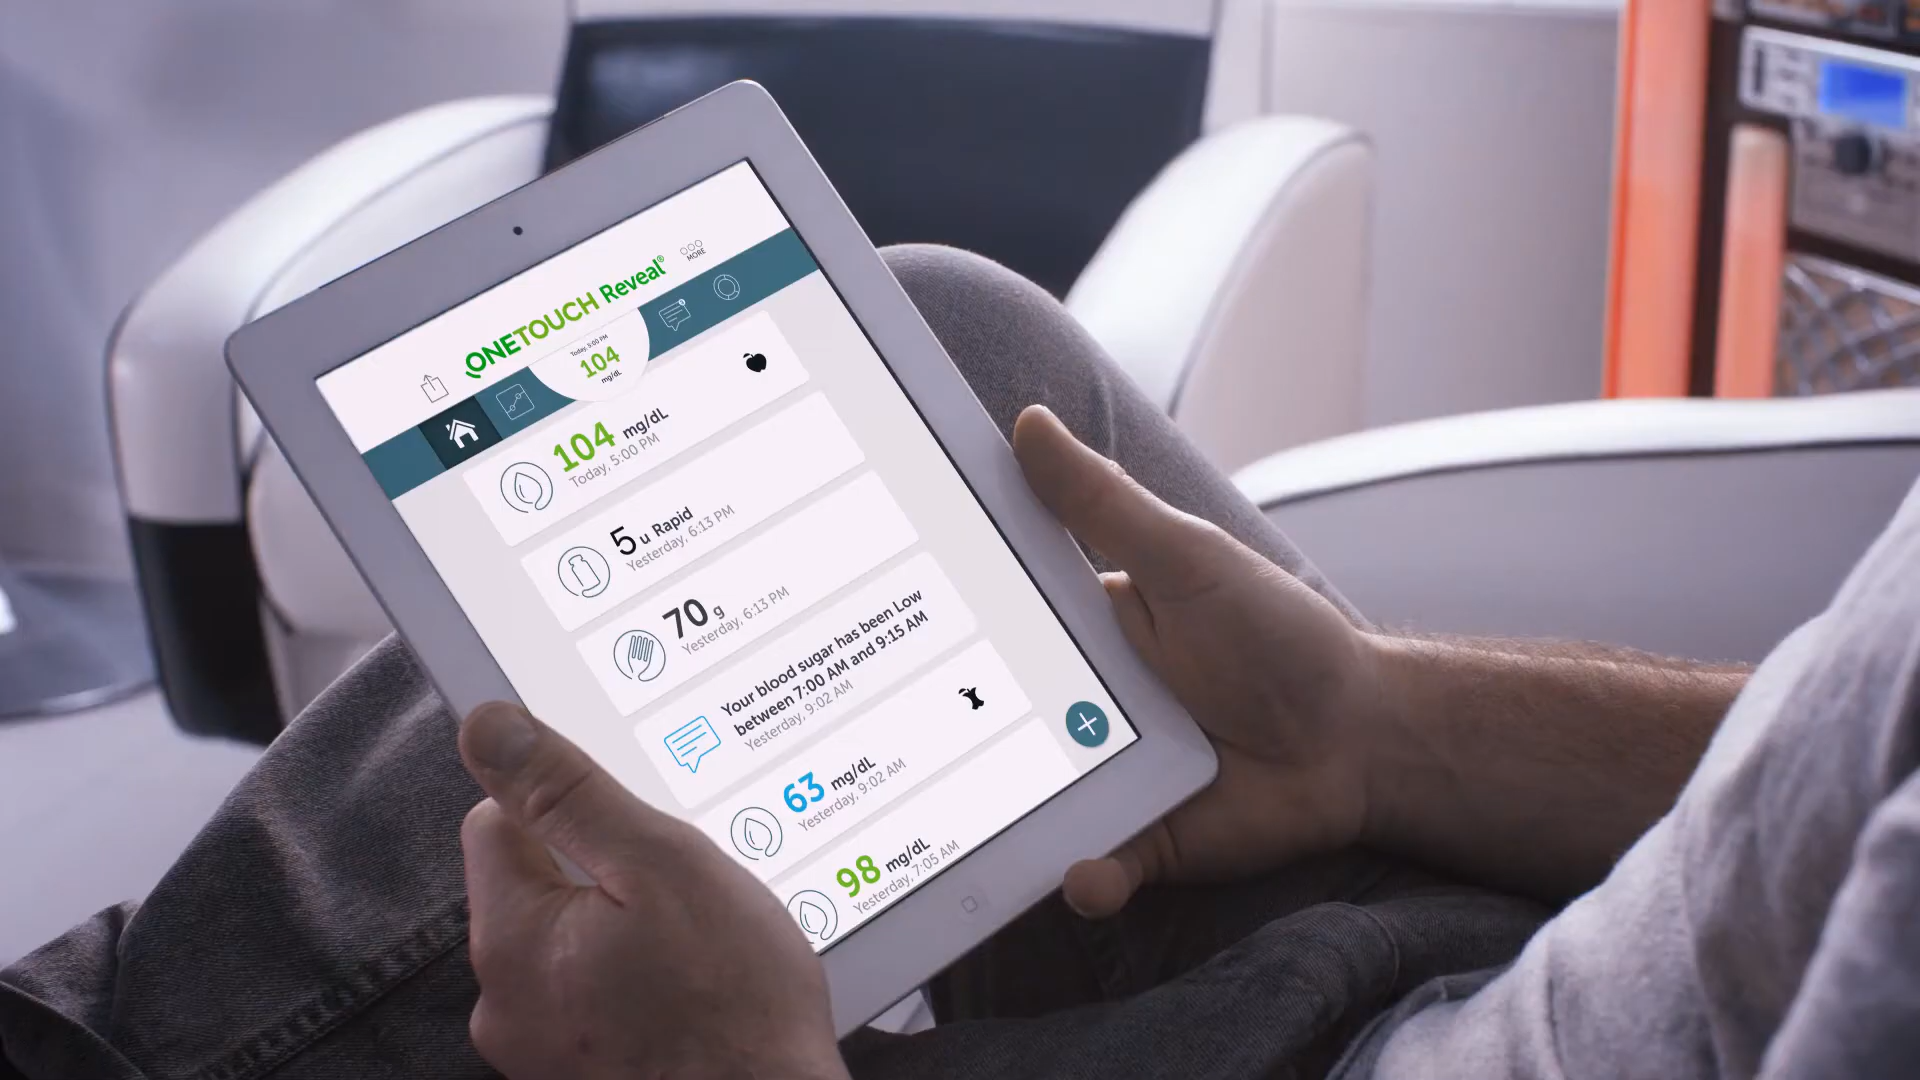 ONETOUCH Reveal®
MORE
Today, 5:00 PM
104
mg/dL
104 mg/dL
Today, 5:00 PM
5 u Rapid
Yesterday, 6:13 PM
70 g
Yesterday, 6:13 PM
Your blood sugar has been Low
between 7:00 AM and 9:15 AM
Yesterday, 9:02 AM
63 mg/dL
Yesterday, 9:02 AM
98 mg/dL
Yesterday, 7:05 AM